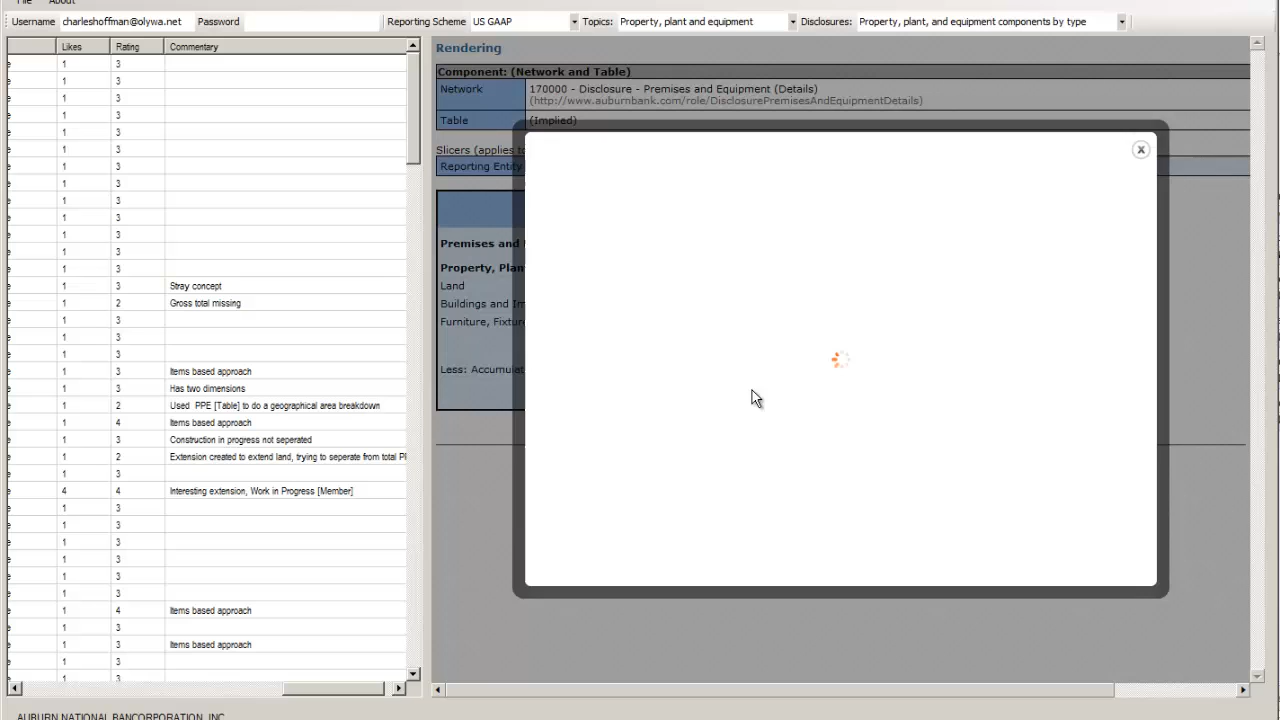 File About
Username charleshoffman@olywa.net Password Reporting Scheme US GAAP Topics: Property, plant and equipment Disclosures: Property, plant, and equipment components by type
Likes Rating Commentary
e 1 3
e 1 3
e 1 3
e 1 3
e 1 3
e 1 3
e 1 3
e 1 3
e 1 3
e 1 3
e 1 3
e 1 3
e 1 3
e 1 3 Stray concept
e 1 2 Gross total missing
e 1 3
e 1 3
e 1 3
e 1 3 Items based approach
e 1 3 Has two dimensions
e 1 2 Used PPE [Table] to do a geographical area breakdown
e 1 4 Items based approach
e 1 3 Construction in progress not seperated
e 1 2 Extension created to extend land, trying to seperate from total
e 1 3
e 4 4 Interesting extension, Work in Progress [Member]
e 1 3
e 1 3
e 1 3
e 1 3
e 1 3
e 1 3
e 1 4 Items based approach
e 1 3
e 1 3 Items based approach
e 1 3
Rendering
Component: (Network and Table)
Network 170000 - Disclosure - Premises and Equipment (Details)
(http://www.auburnbank.com/role/DisclosurePremisesAndEquipmentDetails)
Table (Implied)
Slicers (applies to
Reporting Entity
x
Premises and
Property, Plan
Land
Buildings and Im
Furniture, Fixtur
Less: Accumulat
AUBURN NATIONAL BANCORPORATION, INC